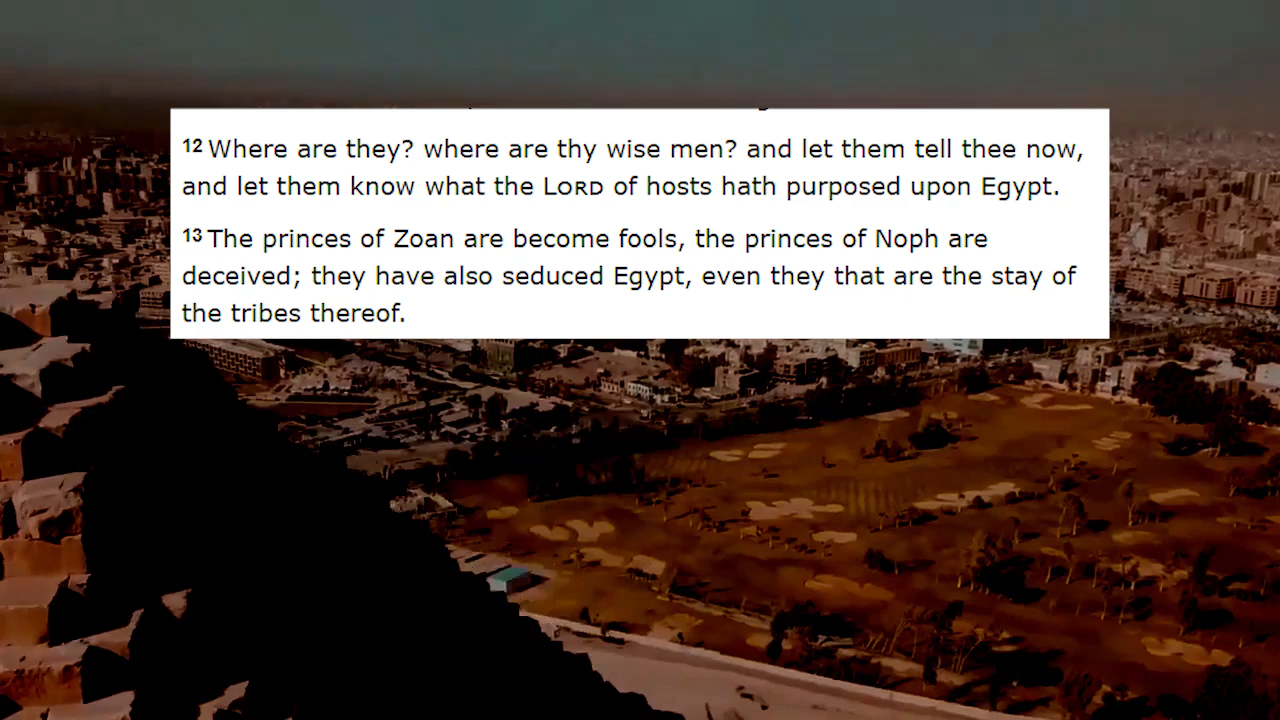 12 Where are they? where are thy wise men? and let them tell thee now,
and let them know what the LORD of hosts hath purposed upon Egypt.
13 The princes of Zoan are become fools, the princes of Noph are
deceived; they have also seduced Egypt, even they that are the stay of
the tribes thereof.